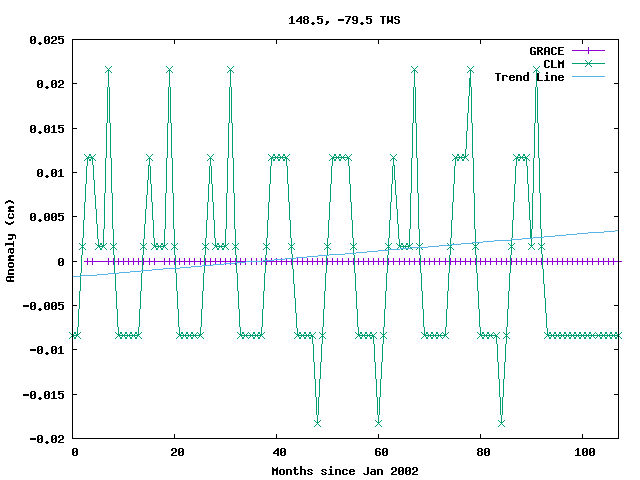 148.5, -79.5 TWS
GRACE
CLM
Trend Line
0.025
0.02
0.015
0.01
0.005
0
-0.005
-0.01
-0.015
-0.02
Anomaly (cm)
0 20 40 60 80 100
Months since Jan 2002